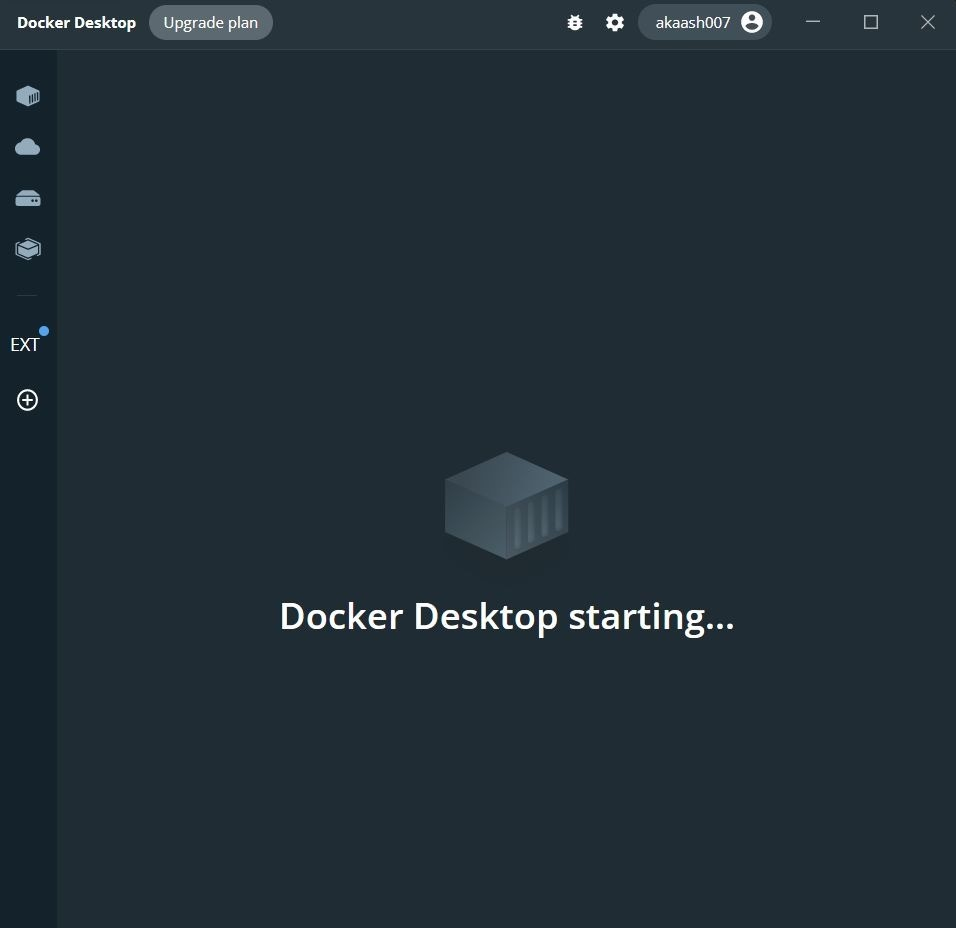 Docker Desktop
Upgrade plan
akaash007
EXT
Docker Desktop starting...